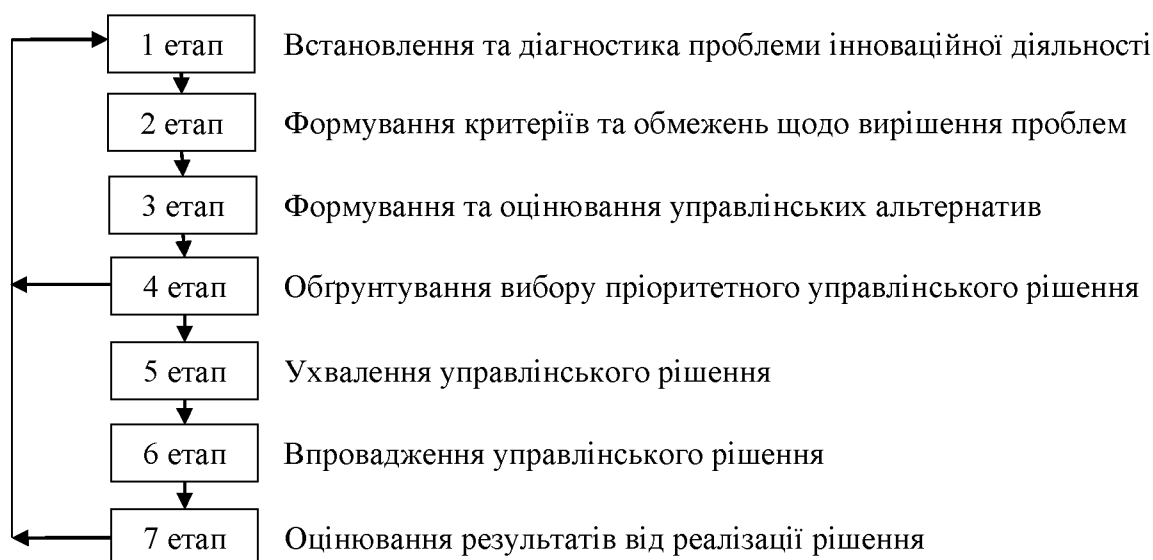 1 етап Встановлення та діагностика проблеми інноваційної діяльності
2 етап Формування критеріїв та обмежень щодо вирішення проблем
3 етап Формування та оцінювання управлінських альтернатив
4 етап Обґрунтування вибору пріоритетного управлінського рішення
5 етап Ухвалення управлінського рішення
6 етап Впровадження управлінського рішення
7 етап Оцінювання результатів від реалізації рішення